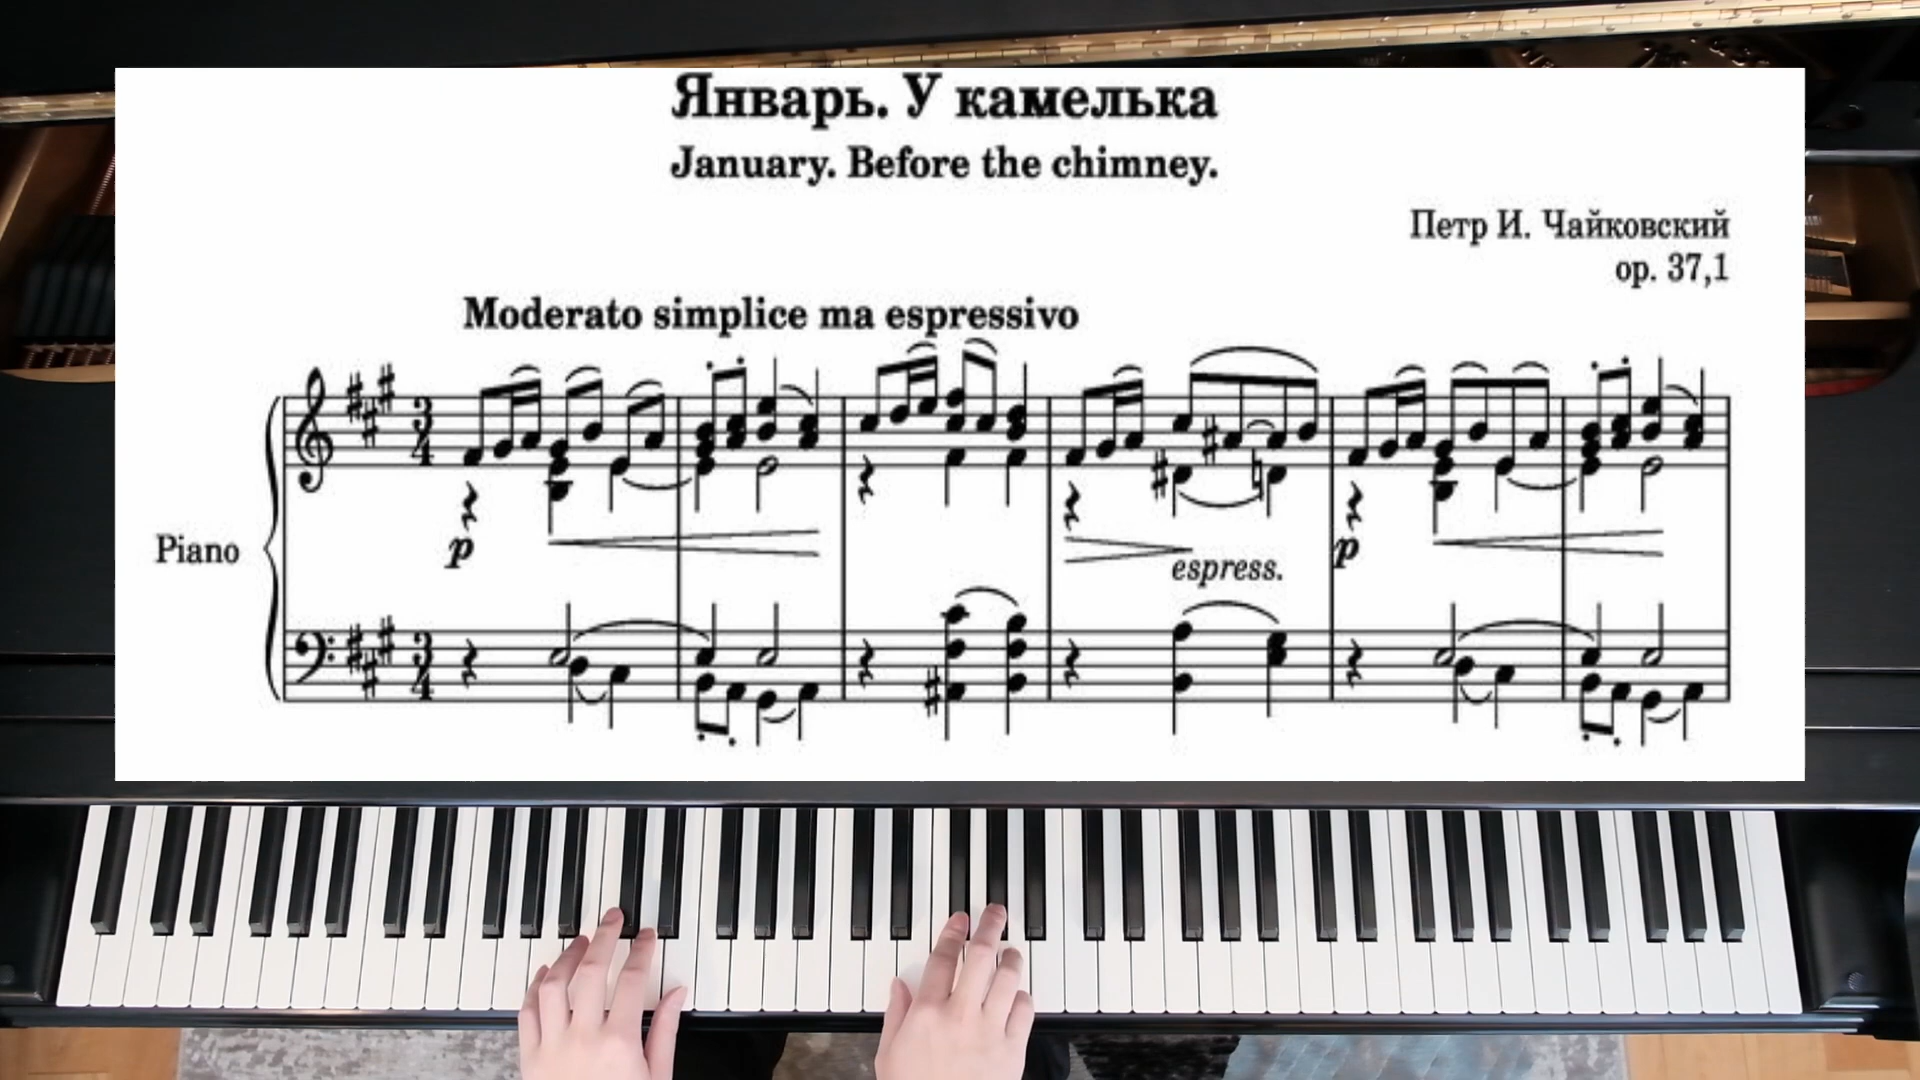 Январь. У камелька
January. Before the chimney.
Петр И. Чайковский
op. 37,1
Moderato simplice ma espressivo
Piano
p
espress.
p